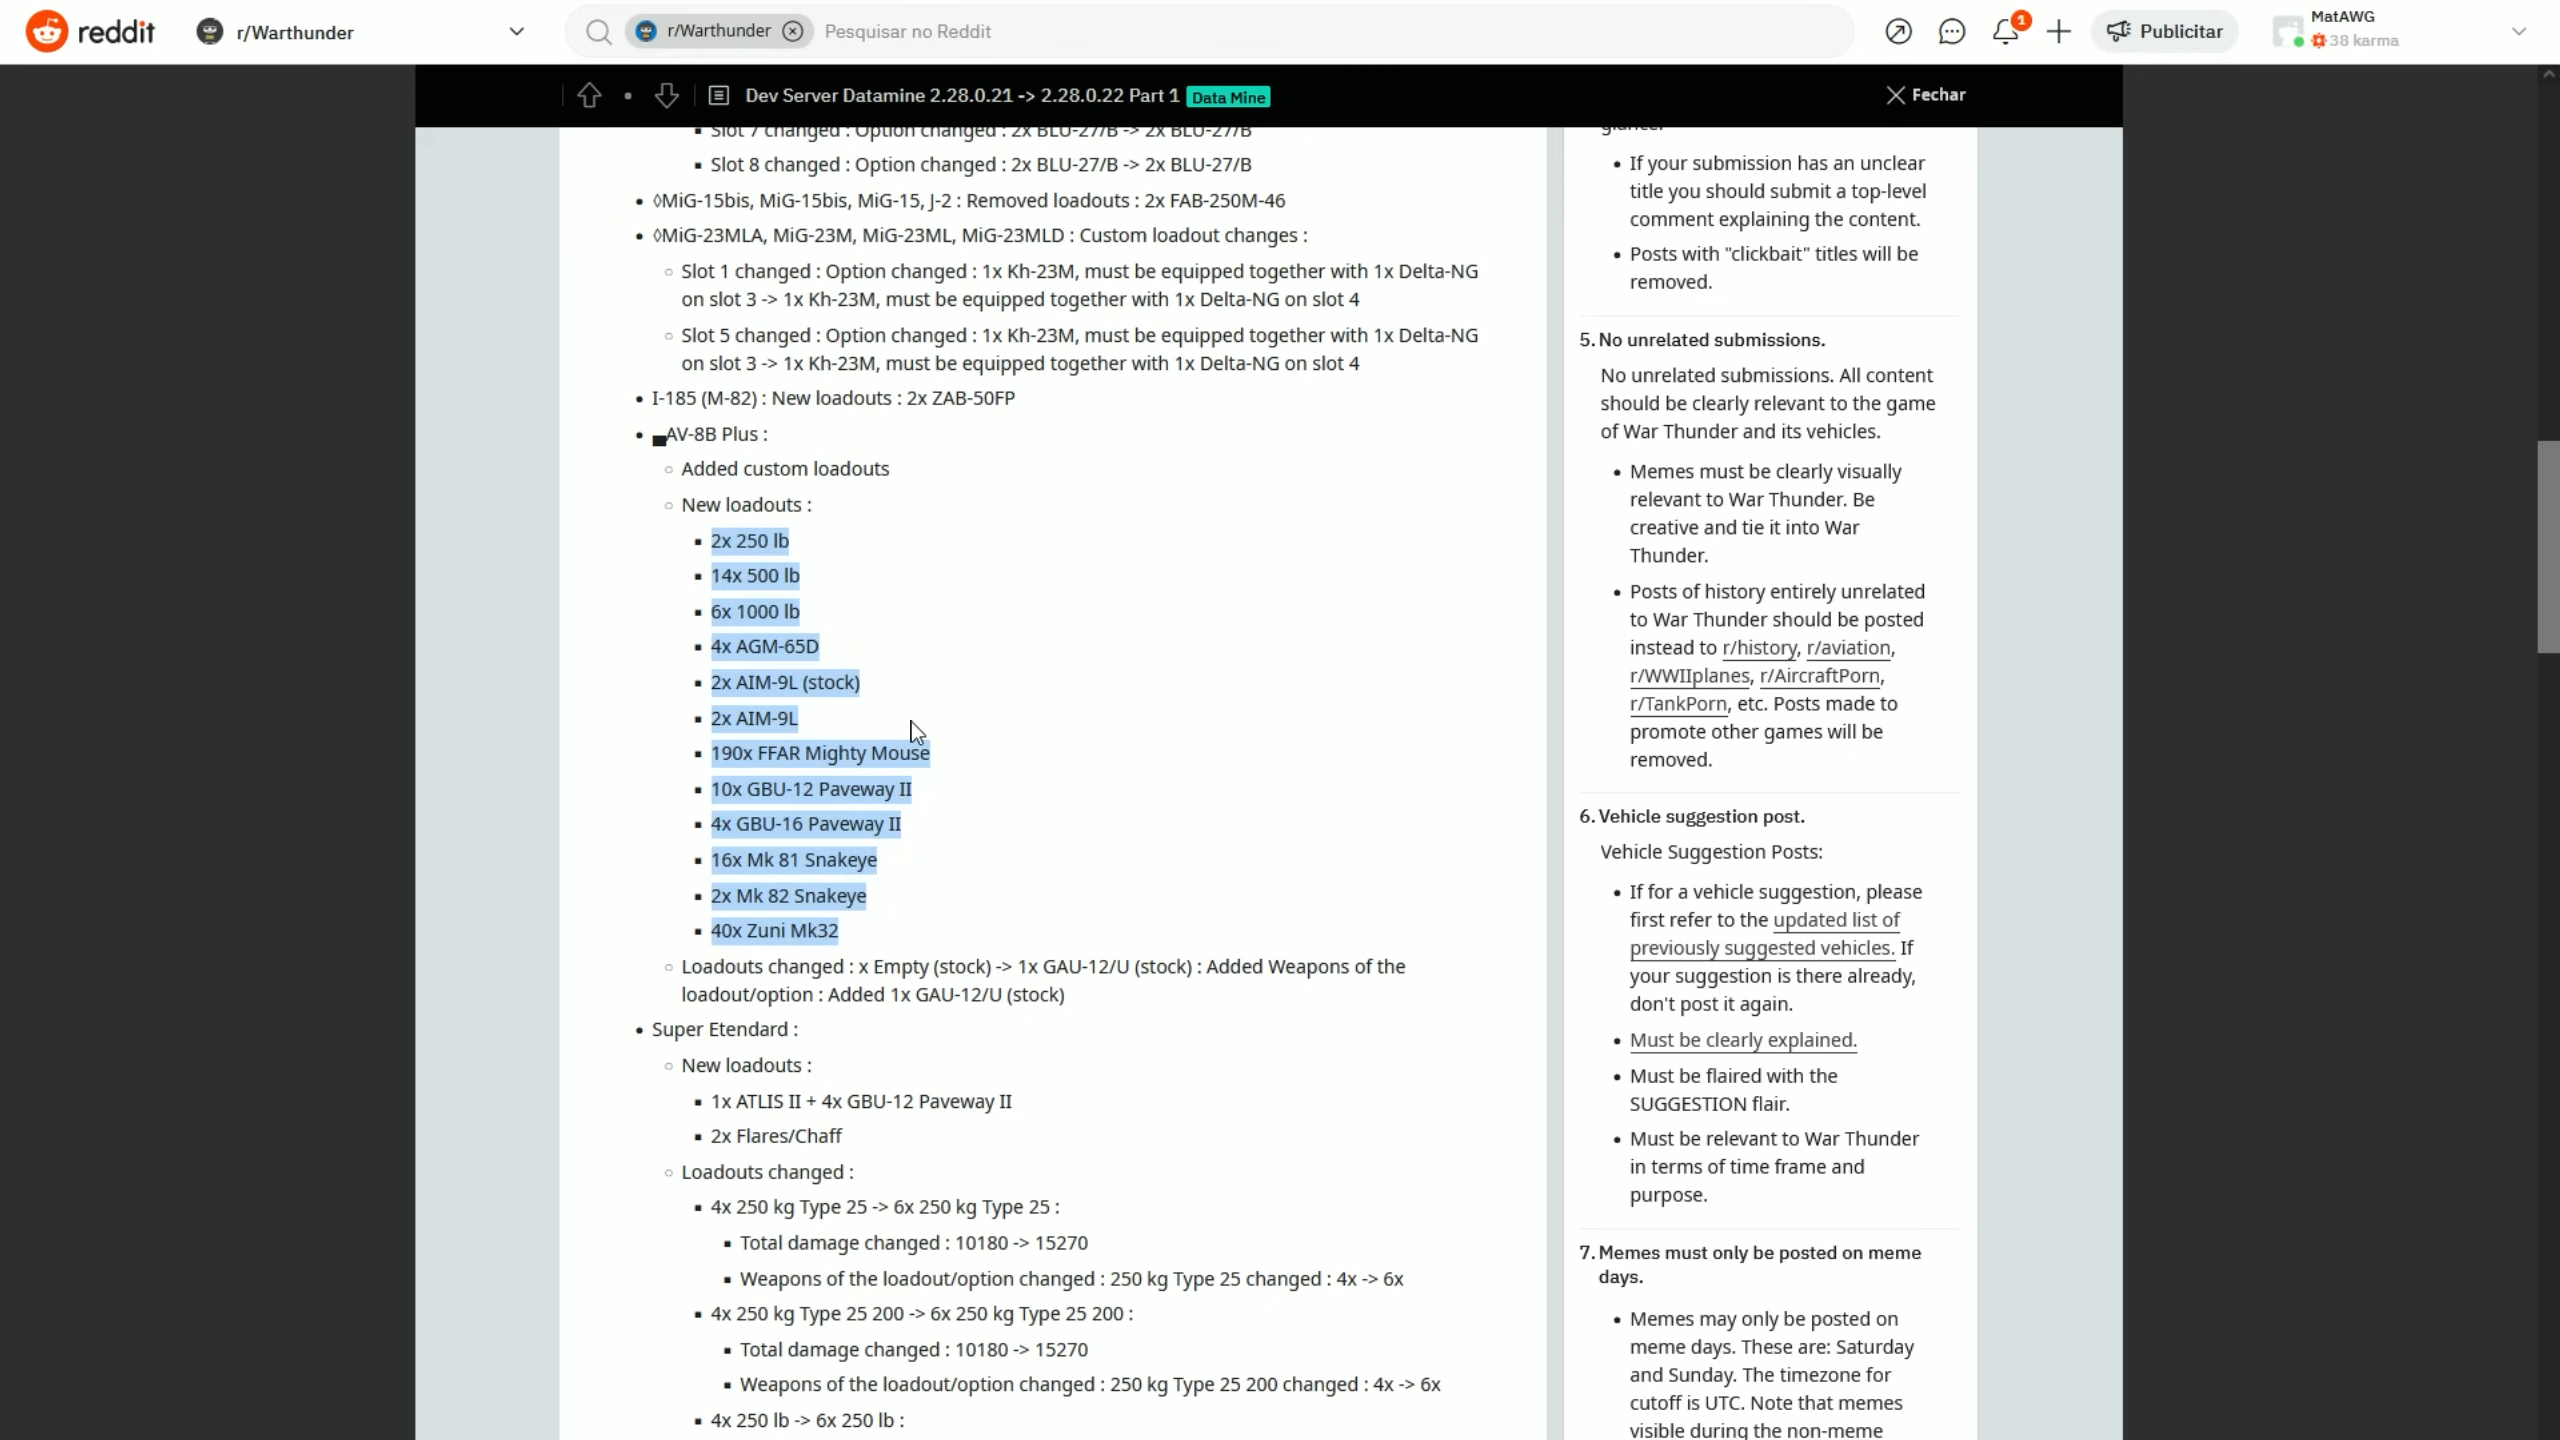 reddit
r/Warthunder
r/Warthunder
Pesquisar no Reddit
1
Publicitar
MatAWG
38 karma
Dev Server Datamine 2.28.0.21 -> 2.28.0.22 Part 1 Data Mine
Fechar
Slot 7 changed : Option changed : 2x BLU-27/B -> 2x BLU-27/B
▪ Slot 8 changed : Option changed : 2x BLU-27/B -> 2x BLU-27/B
• ◊MiG-15bis, MiG-15bis, MiG-15, J-2 : Removed loadouts : 2x FAB-250M-46
• ◊MiG-23MLA, MiG-23M, MiG-23ML, MiG-23MLD : Custom loadout changes :
○ Slot 1 changed : Option changed : 1x Kh-23M, must be equipped together with 1x Delta-NG
on slot 3 -> 1x Kh-23M, must be equipped together with 1x Delta-NG on slot 4
○ Slot 5 changed : Option changed : 1x Kh-23M, must be equipped together with 1x Delta-NG
on slot 3 -> 1x Kh-23M, must be equipped together with 1x Delta-NG on slot 4
• I-185 (M-82) : New loadouts : 2x ZAB-50FP
• ▄AV-8B Plus :
○ Added custom loadouts
○ New loadouts :
▪ 2x 250 lb
▪ 14x 500 lb
▪ 6x 1000 lb
▪ 4x AGM-65D
▪ 2x AIM-9L (stock)
▪ 2x AIM-9L
▪ 190x FFAR Mighty Mouse
▪ 10x GBU-12 Paveway II
▪ 4x GBU-16 Paveway II
▪ 16x Mk 81 Snakeye
▪ 2x Mk 82 Snakeye
▪ 40x Zuni Mk32
○ Loadouts changed : x Empty (stock) -> 1x GAU-12/U (stock) : Added Weapons of the
loadout/option : Added 1x GAU-12/U (stock)
• Super Etendard :
○ New loadouts :
▪ 1x ATLIS II + 4x GBU-12 Paveway II
▪ 2x Flares/Chaff
○ Loadouts changed :
▪ 4x 250 kg Type 25 -> 6x 250 kg Type 25 :
▪ Total damage changed : 10180 -> 15270
▪ Weapons of the loadout/option changed : 250 kg Type 25 changed : 4x -> 6x
▪ 4x 250 kg Type 25 200 -> 6x 250 kg Type 25 200 :
▪ Total damage changed : 10180 -> 15270
▪ Weapons of the loadout/option changed : 250 kg Type 25 200 changed : 4x -> 6x
▪ 4x 250 lb -> 6x 250 lb :
glance.
• If your submission has an unclear
title you should submit a top-level
comment explaining the content.
• Posts with "clickbait" titles will be
removed.
5. No unrelated submissions.
No unrelated submissions. All content
should be clearly relevant to the game
of War Thunder and its vehicles.
• Memes must be clearly visually
relevant to War Thunder. Be
creative and tie it into War
Thunder.
• Posts of history entirely unrelated
to War Thunder should be posted
instead to r/history, r/aviation,
r/WWIIplanes, r/AircraftPorn,
r/TankPorn, etc. Posts made to
promote other games will be
removed.
6. Vehicle suggestion post.
Vehicle Suggestion Posts:
• If for a vehicle suggestion, please
first refer to the updated list of
previously suggested vehicles. If
your suggestion is there already,
don't post it again.
• Must be clearly explained.
• Must be flaired with the
SUGGESTION flair.
• Must be relevant to War Thunder
in terms of time frame and
purpose.
7. Memes must only be posted on meme
days.
• Memes may only be posted on
meme days. These are: Saturday
and Sunday. The timezone for
cutoff is UTC. Note that memes
visible during the non-meme